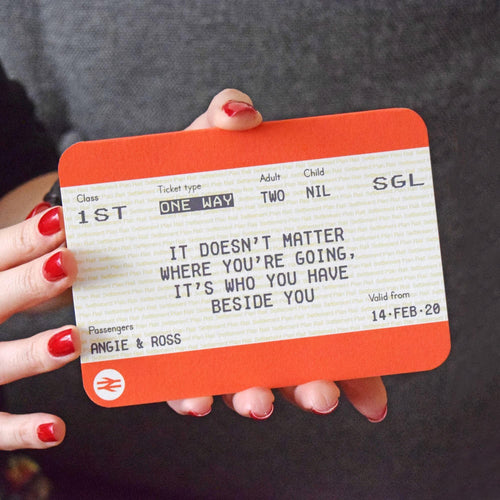 Class
1ST
Ticket type
ONE WAY
Adult
TWO
Child
NIL
SGL
IT DOESN'T MATTER
WHERE YOU'RE GOING,
IT'S WHO YOU HAVE
BESIDE YOU
Valid from
14·FEB·20
Passengers
ANGIE & ROSS